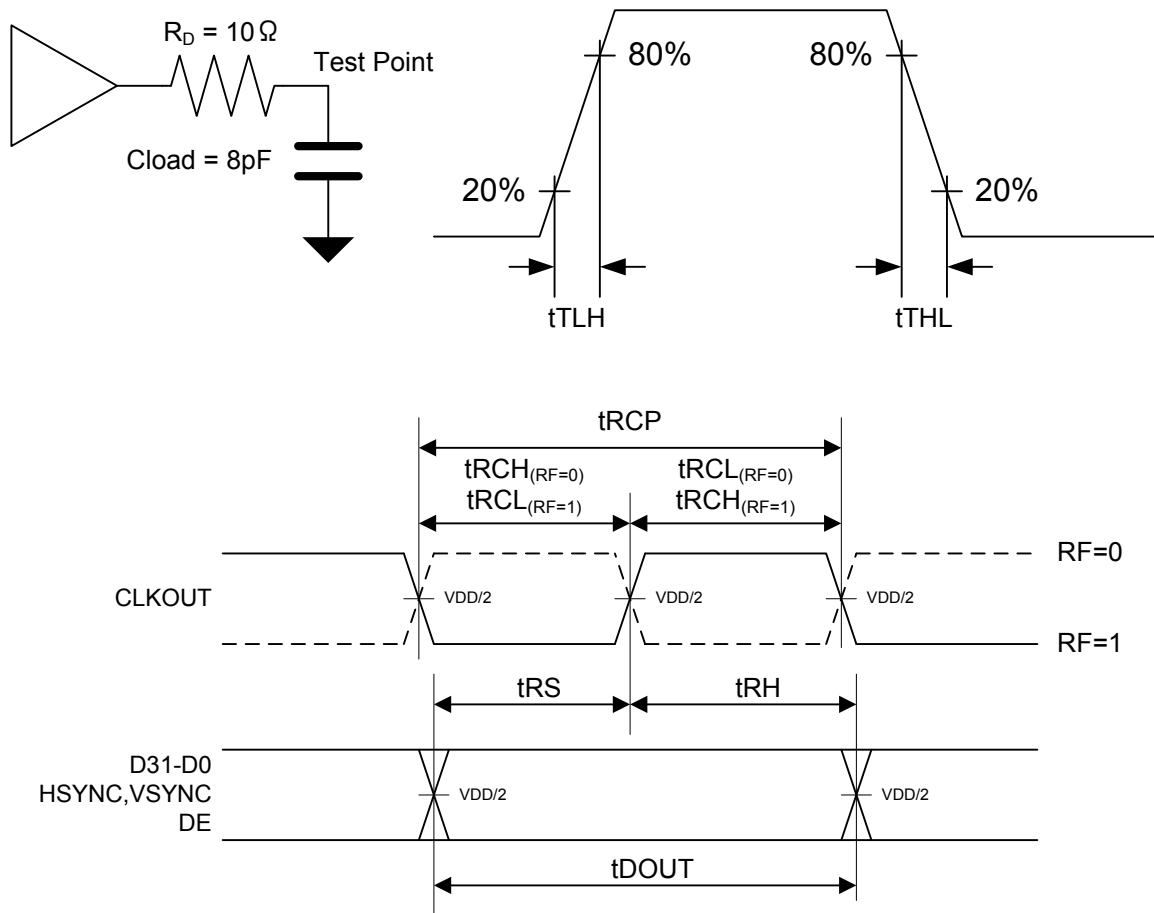 R_D = 10Ω
Test Point
Cload = 8pF
80%
80%
20%
20%
tTLH
tTHL
tRCP
tRCH(RF=0)
tRCL(RF=0)
tRCL(RF=1)
tRCH(RF=1)
RF=0
CLKOUT
VDD/2
VDD/2
VDD/2
RF=1
tRS
tRH
D31-D0
HSYNC,VSYNC
DE
VDD/2
VDD/2
tDOUT